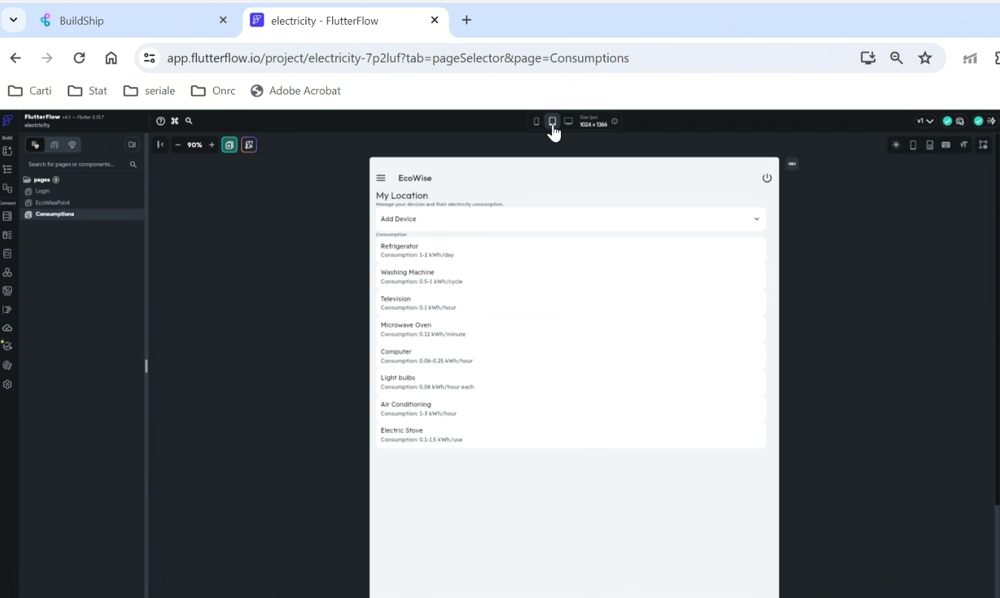 BuildShip
electricity - FlutterFlow
app.flutterflow.io/project/electricity-7p2luf?tab=pageSelector&page=Consumptions
Carti
Stat
seriale
Onrc
Adobe Acrobat
FlutterFlow v4.1 – Flutter 3.13.7
electricity
Size (px)
1024 x 1366
v1
Build
90%
Search for pages or components...
pages 0
Login
EcoWisePoint
Connect
Consumptions
EcoWise
My Location
Manage your devices and their electricity consumption.
Add Device
Consumption
Refrigerator
Consumption: 1-2 kWh/day
Washing Machine
Consumption: 0.5-1 kWh/cycle
Television
Consumption: 0.1 kWh/hour
Microwave Oven
Consumption: 0.12 kWh/minute
Computer
Consumption: 0.06-0.25 kWh/hour
Light bulbs
Consumption: 0.06 kWh/hour each
Air Conditioning
Consumption: 1-3 kWh/hour
Electric Stove
Consumption: 0.1-1.5 kWh/use